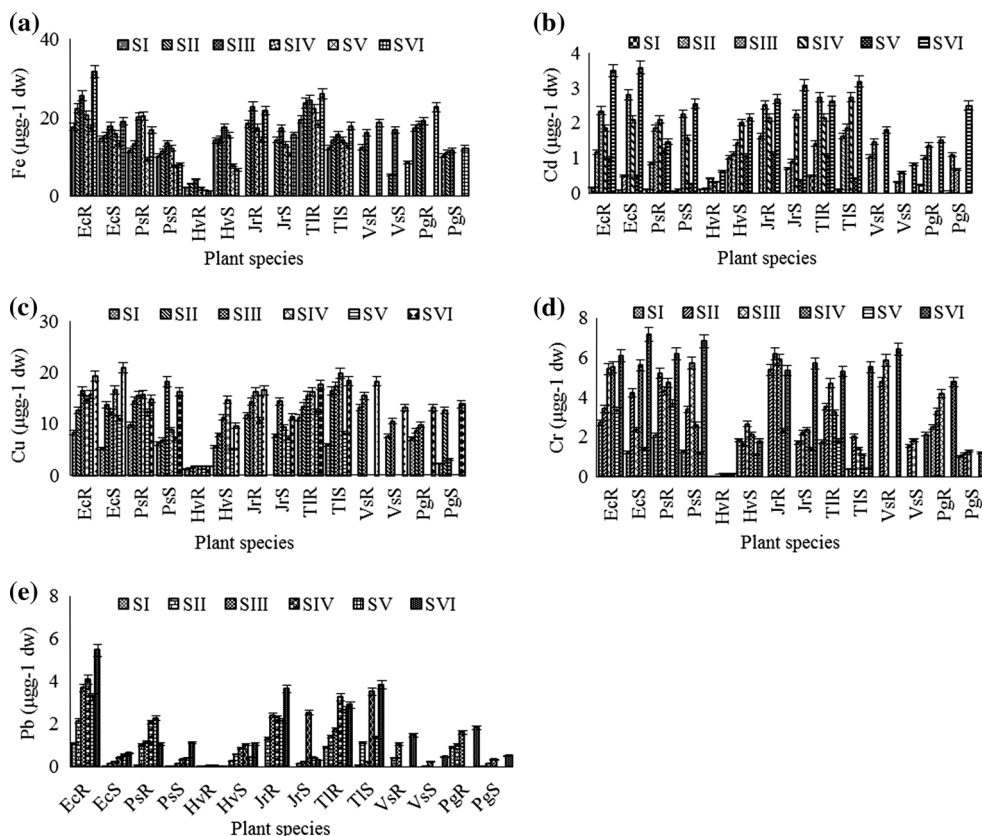 (a)
SI SII SIII SIV SV SVI
40
20
0
Fe (µgg-1 dw)
EcR EcS PsR PsS HvR HvS JrR JrS TlR TlS VsR VsS PgR PgS
Plant species
(b)
SI SII SIII SIV SV SVI
4
3
2
1
0
Cd (µgg-1 dw)
EcR EcS PsR PsS HvR HvS JrR JrS TlR TlS VsR VsS PgR PgS
Plant species
(c)
SI SII SIII SIV SV SVI
30
20
10
0
Cu (µgg-1 dw)
EcR EcS PsR PsS HvR HvS JrR JrS TlR TlS VsR VsS PgR PgS
Plant species
(d)
SI SII SIII SIV SV SVI
8
6
4
2
0
Cr (µgg-1 dw)
EcR EcS PsR PsS HvR HvS JrR JrS TlR TlS VsR VsS PgR PgS
Plant species
(e)
SI SII SIII SIV SV SVI
8
6
4
2
0
Pb (µgg-1 dw)
EcR EcS PsR PsS HvR HvS JrR JrS TlR TlS VsR VsS PgR PgS
Plant species